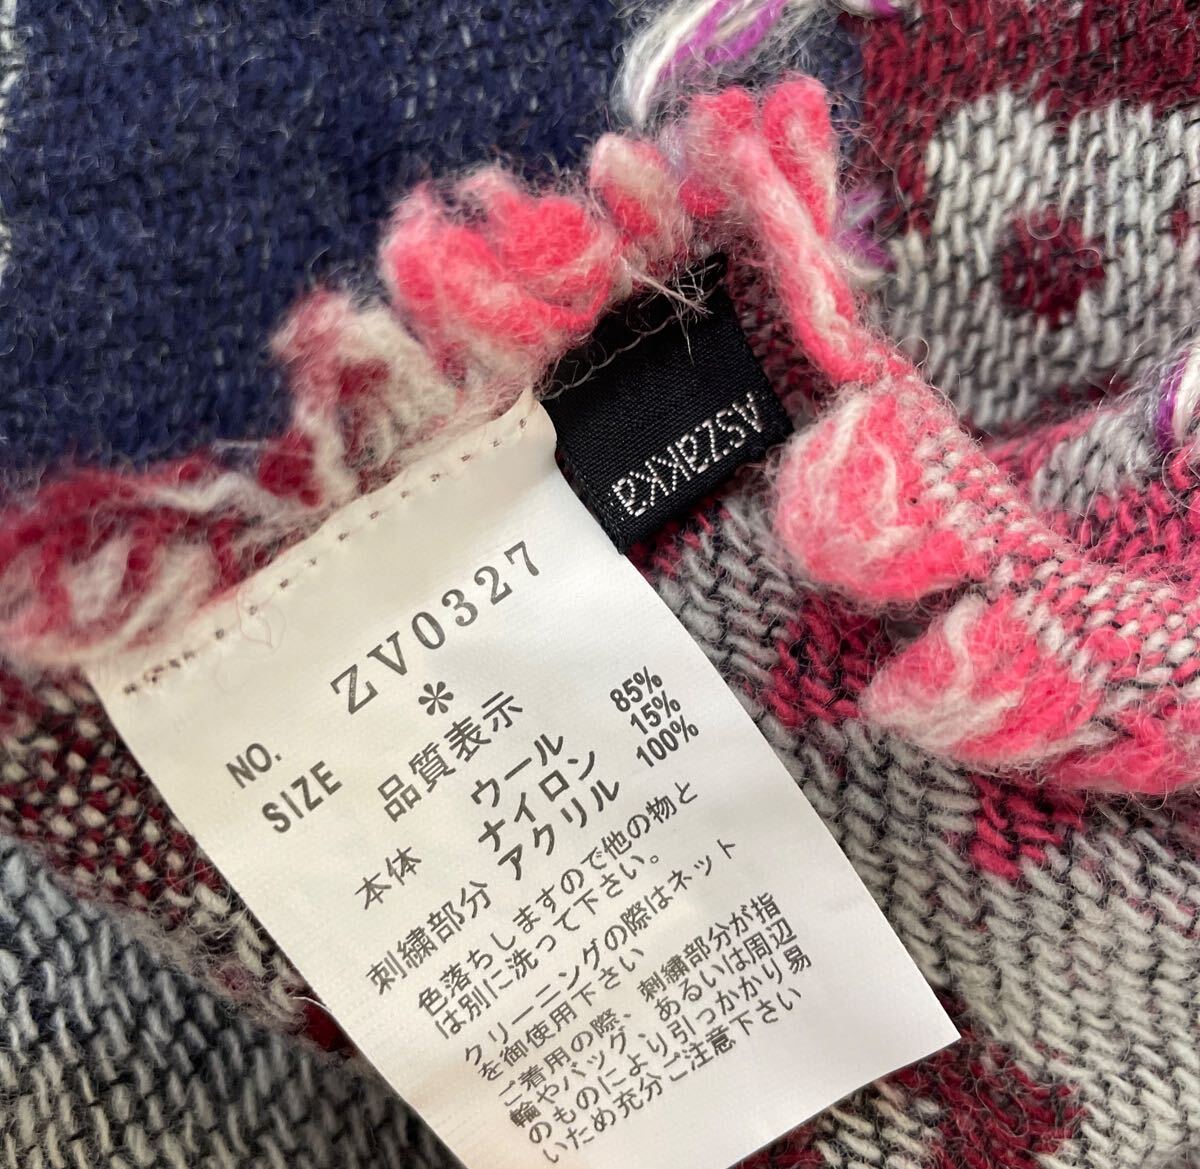 ASZaKKa
NO. ZV0327
SIZE *
品質表示
本体 ウール 85%
ナイロン 15%
刺繍部分 アクリル 100%
色落ちしますので他の物と
は別に洗って下さい。
クリーニングの際はネット
を御使用下さい
ご着用の際、刺繍部分が指
輪やバッグ、あるいは周辺
のものにより引っかかり易
いため充分ご注意下さい